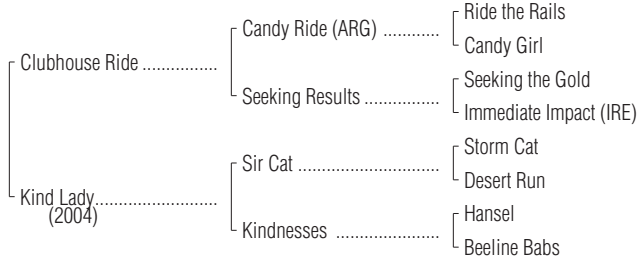 Ride the Rails
Candy Ride (ARG) ............
Candy Girl
Clubhouse Ride ................
Seeking the Gold
Seeking Results ................
Immediate Impact (IRE)
Storm Cat
Sir Cat ..............................
Desert Run
Kind Lady..........................
(2004)
Hansel
Kindnesses ......................
Beeline Babs